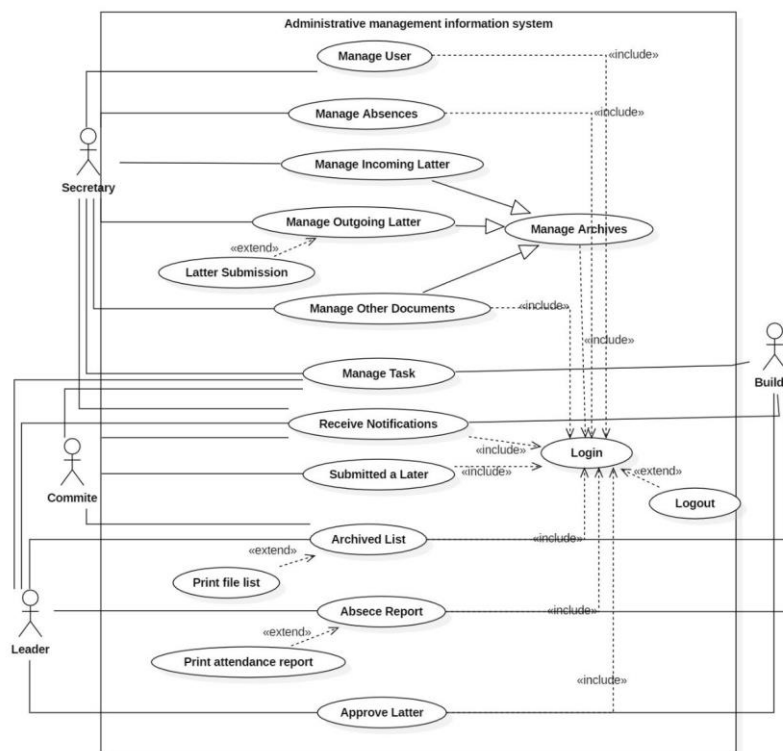 Administrative management information system
Manage User
«include»
Manage Absences
«include»
Manage Incoming Latter
Secretary
Manage Outgoing Latter
Manage Archives
«extend»
Latter Submission
Manage Other Documents
«include»
«include»
Manage Task
Build
Receive Notifications
«include»
Login
Submitted a Later
«include»
«extend»
Commite
Logout
Archived List
«include»
«extend»
Print file list
Absece Report
«include»
«extend»
Leader
Print attendance report
«include»
Approve Latter